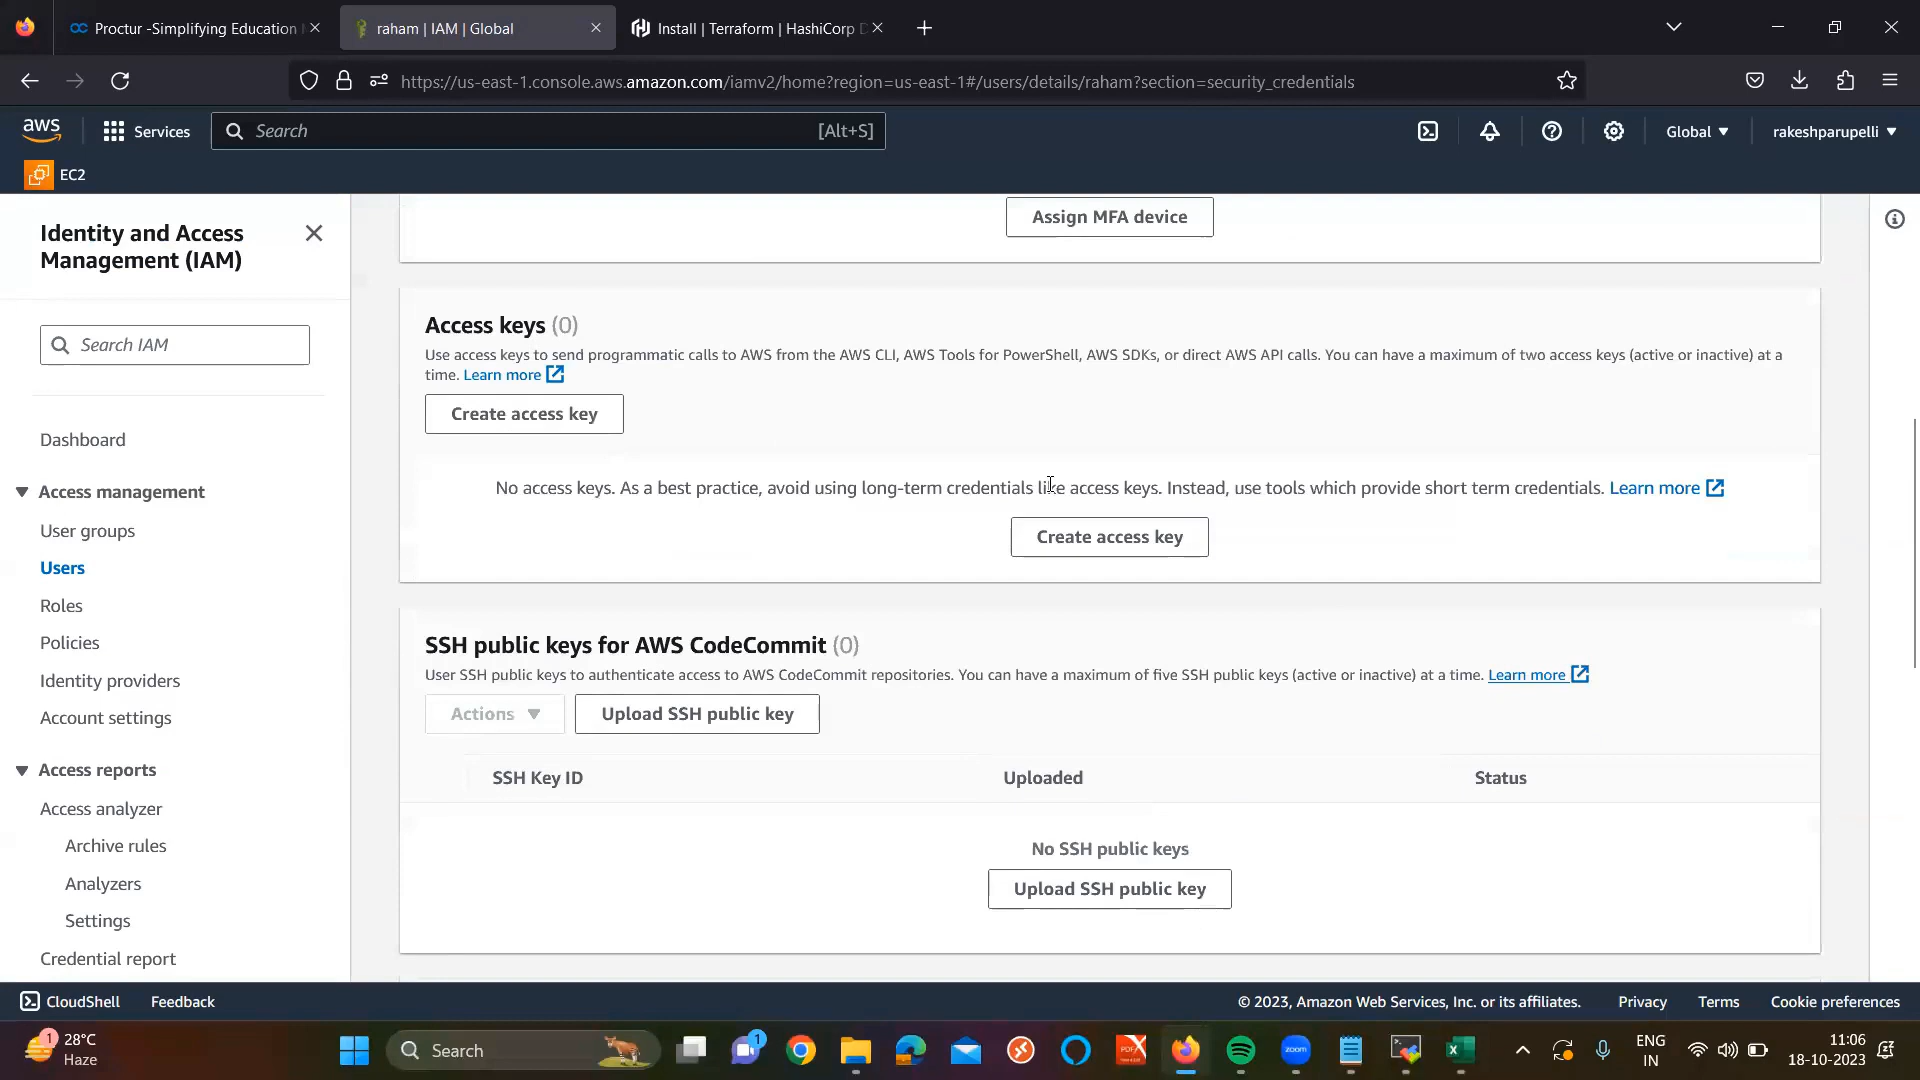 Proctur -Simplifying Education
raham | IAM | Global
Install | Terraform | HashiCorp D
https://us-east-1.console.aws.amazon.com/iamv2/home?region=us-east-1#/users/details/raham?section=security_credentials
aws
Services
Search
[Alt+S]
Global
rakeshparupelli
EC2
Identity and Access
Management (IAM)
Search IAM
Dashboard
Access management
User groups
Users
Roles
Policies
Identity providers
Account settings
Access reports
Access analyzer
Archive rules
Analyzers
Settings
Credential report
Assign MFA device
Access keys (0)
Use access keys to send programmatic calls to AWS from the AWS CLI, AWS Tools for PowerShell, AWS SDKs, or direct AWS API calls. You can have a maximum of two access keys (active or inactive) at a
time. Learn more
Create access key
No access keys. As a best practice, avoid using long-term credentials like access keys. Instead, use tools which provide short term credentials. Learn more
Create access key
SSH public keys for AWS CodeCommit (0)
User SSH public keys to authenticate access to AWS CodeCommit repositories. You can have a maximum of five SSH public keys (active or inactive) at a time. Learn more
Actions
Upload SSH public key
SSH Key ID
Uploaded
Status
No SSH public keys
Upload SSH public key
CloudShell
Feedback
© 2023, Amazon Web Services, Inc. or its affiliates.
Privacy
Terms
Cookie preferences
1
28°C
Haze
Search
1
PDF
zoom
X
ENG
IN
11:06
18-10-2023